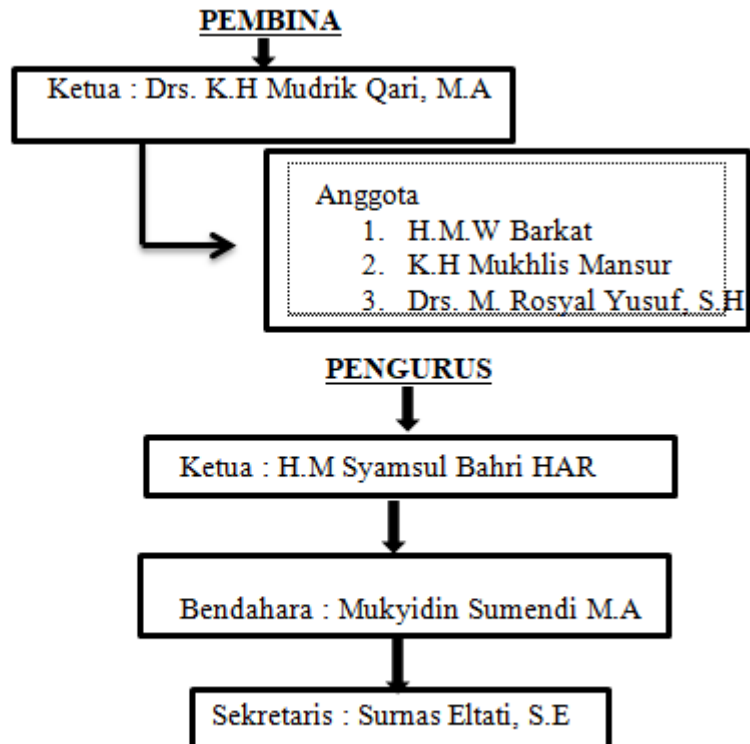 PEMBINA
Ketua : Drs. K.H Mudrik Qari, M.A
Anggota
1. H.M.W Barkat
2. K.H Mukhlis Mansur
3. Drs. M. Rosyal Yusuf, S.H
PENGURUS
Ketua : H.M Syamsul Bahri HAR
Bendahara : Mukyidin Sumendi M.A
Sekretaris : Surnas Eltati, S.E